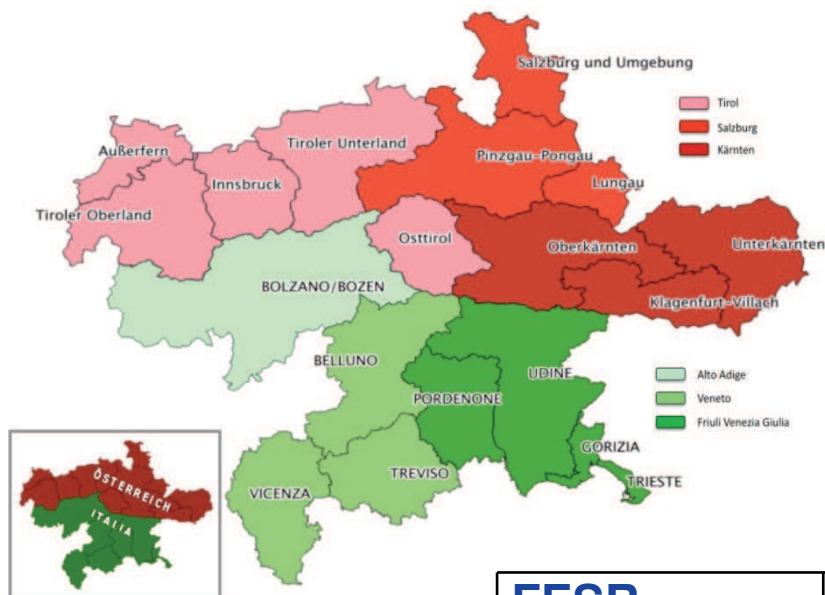 Salzburg und Umgebung
Tirol
Salzburg
Kärnten
Außerfern
Tiroler Unterland
Pinzgau-Pongau
Innsbruck
Lungau
Tiroler Oberland
Osttirol
Oberkärnten
Unterkärnten
BOLZANO/BOZEN
Klagenfurt-Villach
BELLUNO
UDINE
Alto Adige
PORDENONE
Veneto
Friuli Venezia Giulia
GORIZIA
TREVISO
TRIESTE
VICENZA
ÖSTERREICH
ITALIA